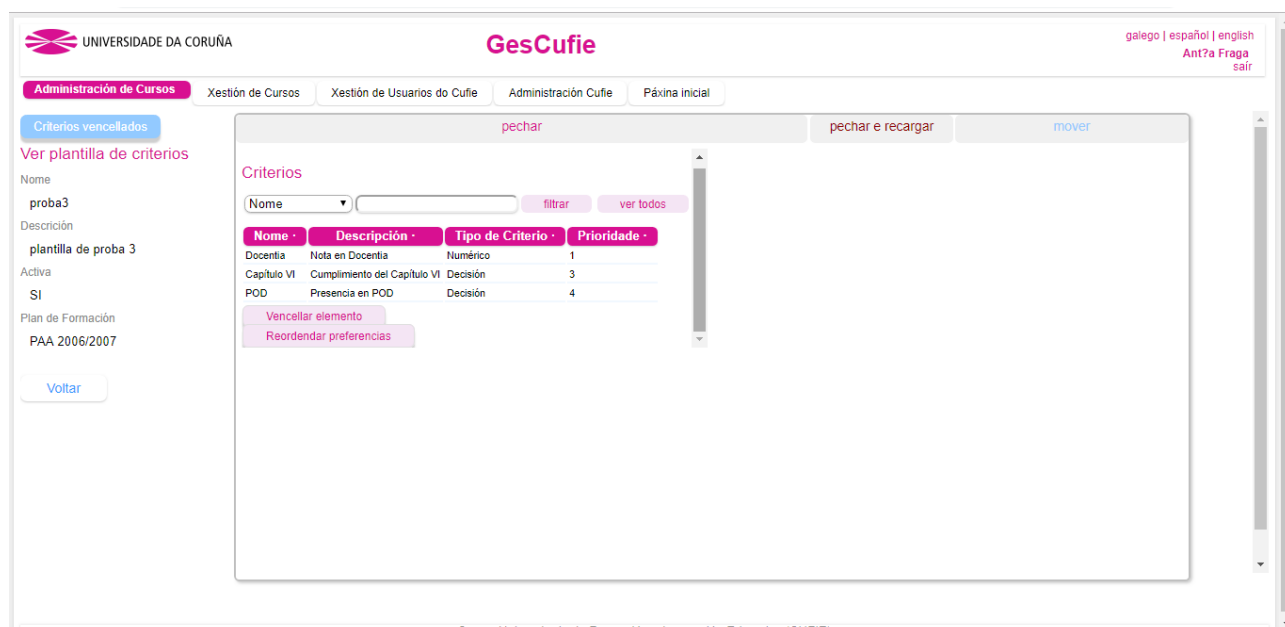 UNIVERSIDADE DA CORUÑA
GesCufie
galego | español | english
Ant?a Fraga
saír
Administración de Cursos
Xestión de Cursos
Xestión de Usuarios do Cufie
Administración Cufie
Páxina inicial
Criterios vencellados
Ver plantilla de criterios
Nome
proba3
Descrición
plantilla de proba 3
Activa
SI
Plan de Formación
PAA 2006/2007
Voltar
pechar
pechar e recargar
mover
Criterios
Nome
filtrar
ver todos
Nome · Descripción · Tipo de Criterio · Prioridade ·
Docentia Nota en Docentia Numérico 1
Capítulo VI Cumplimiento del Capítulo VI Decisión 3
POD Presencia en POD Decisión 4
Vencellar elemento
Reordendar preferencias